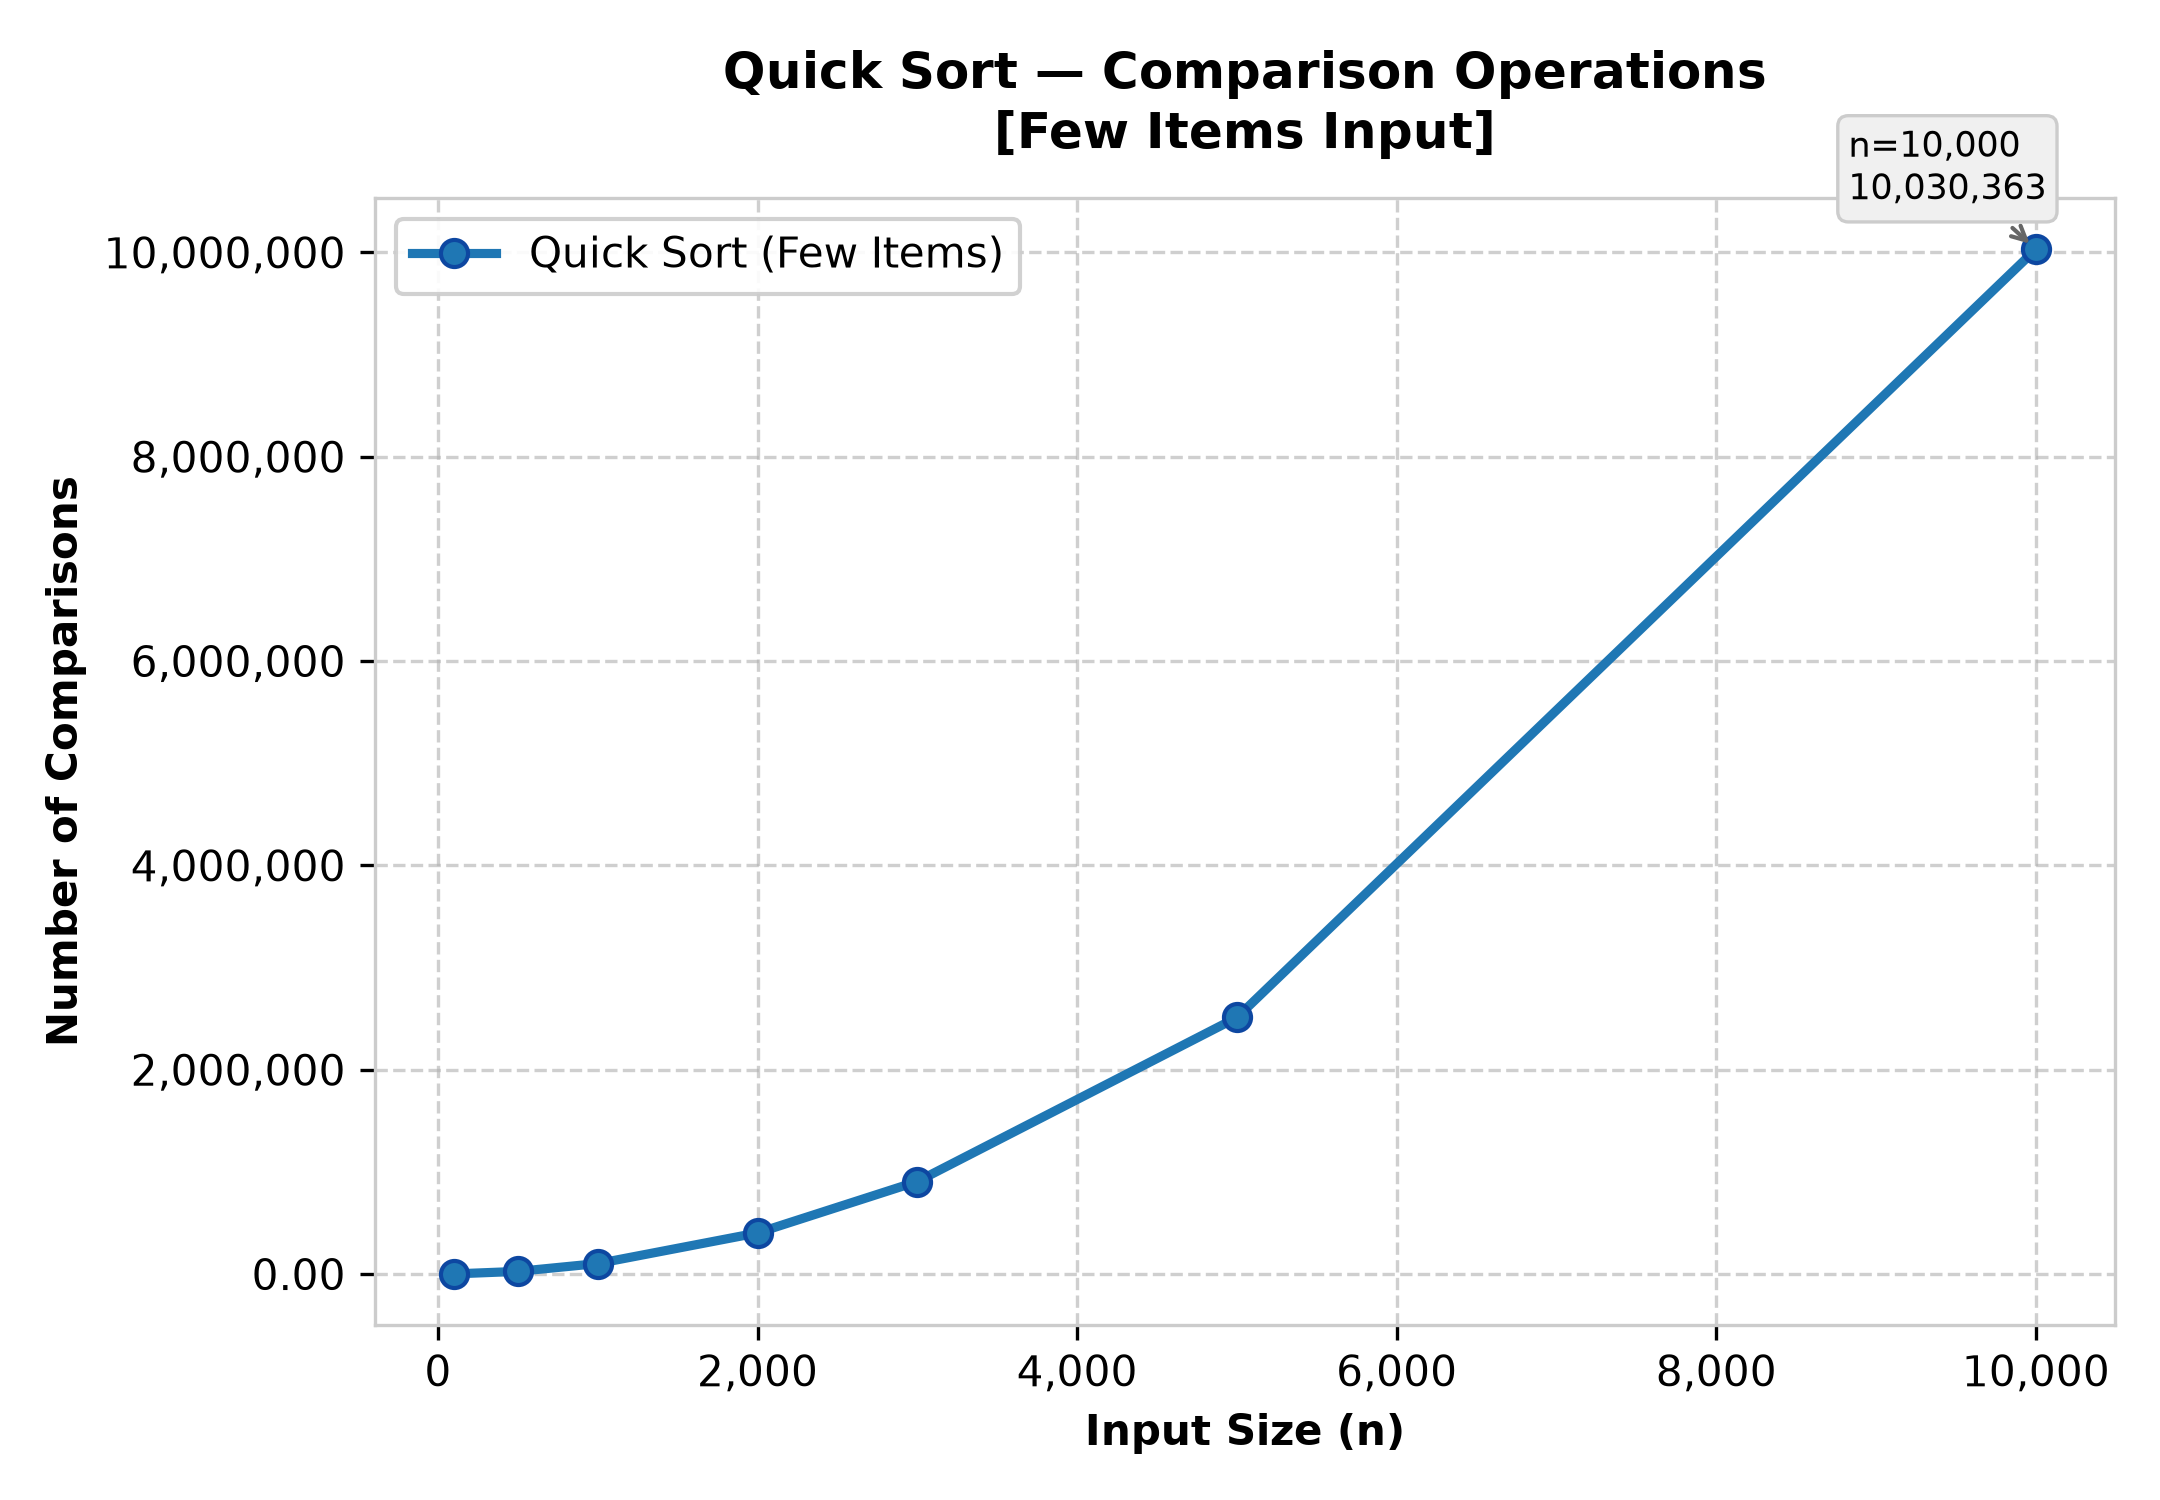 Quick Sort — Comparison Operations
[Few Items Input]
n=10,000
10,030,363
Quick Sort (Few Items)
10,000,000
8,000,000
6,000,000
4,000,000
2,000,000
0.00
Number of Comparisons
0
2,000
4,000
6,000
8,000
10,000
Input Size (n)